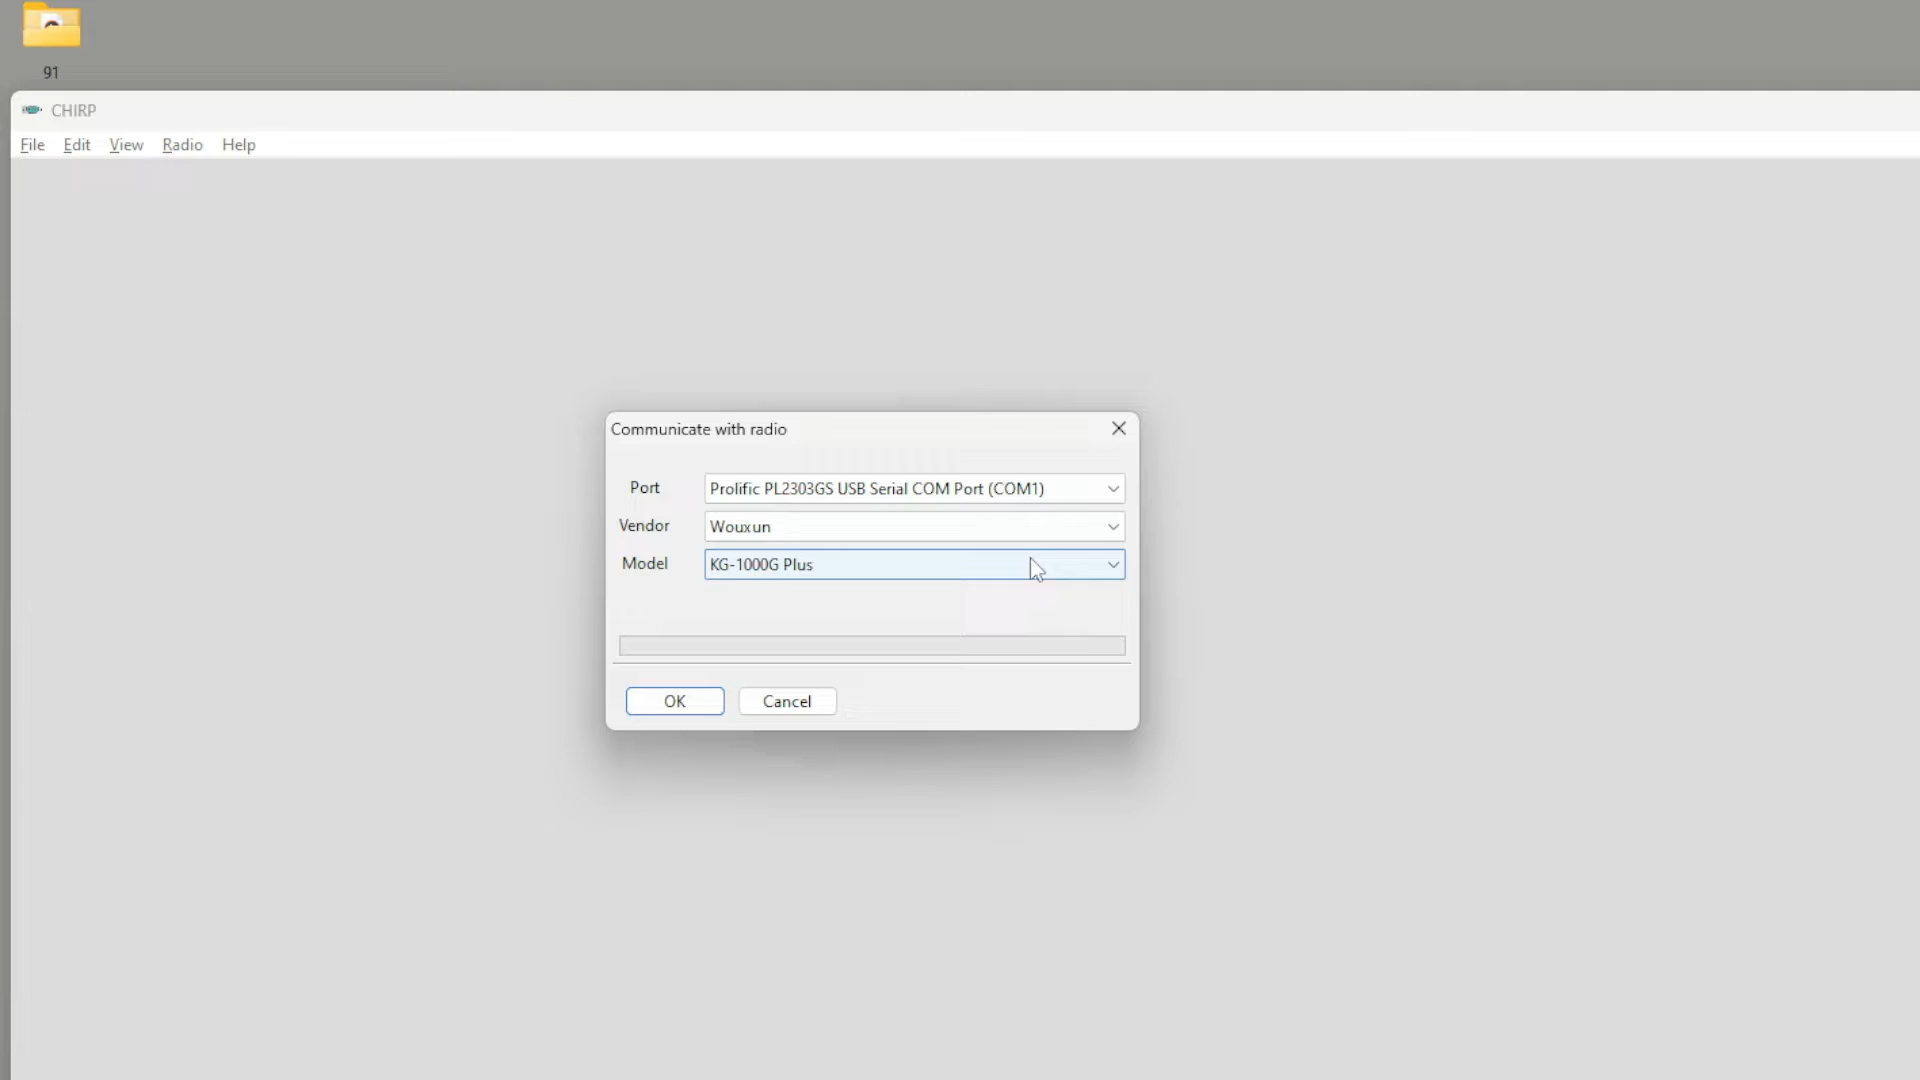 91
CHIRP
File Edit View Radio Help
Communicate with radio
Port Prolific PL2303GS USB Serial COM Port (COM1)
Vendor Wouxun
Model KG-1000G Plus
OK Cancel